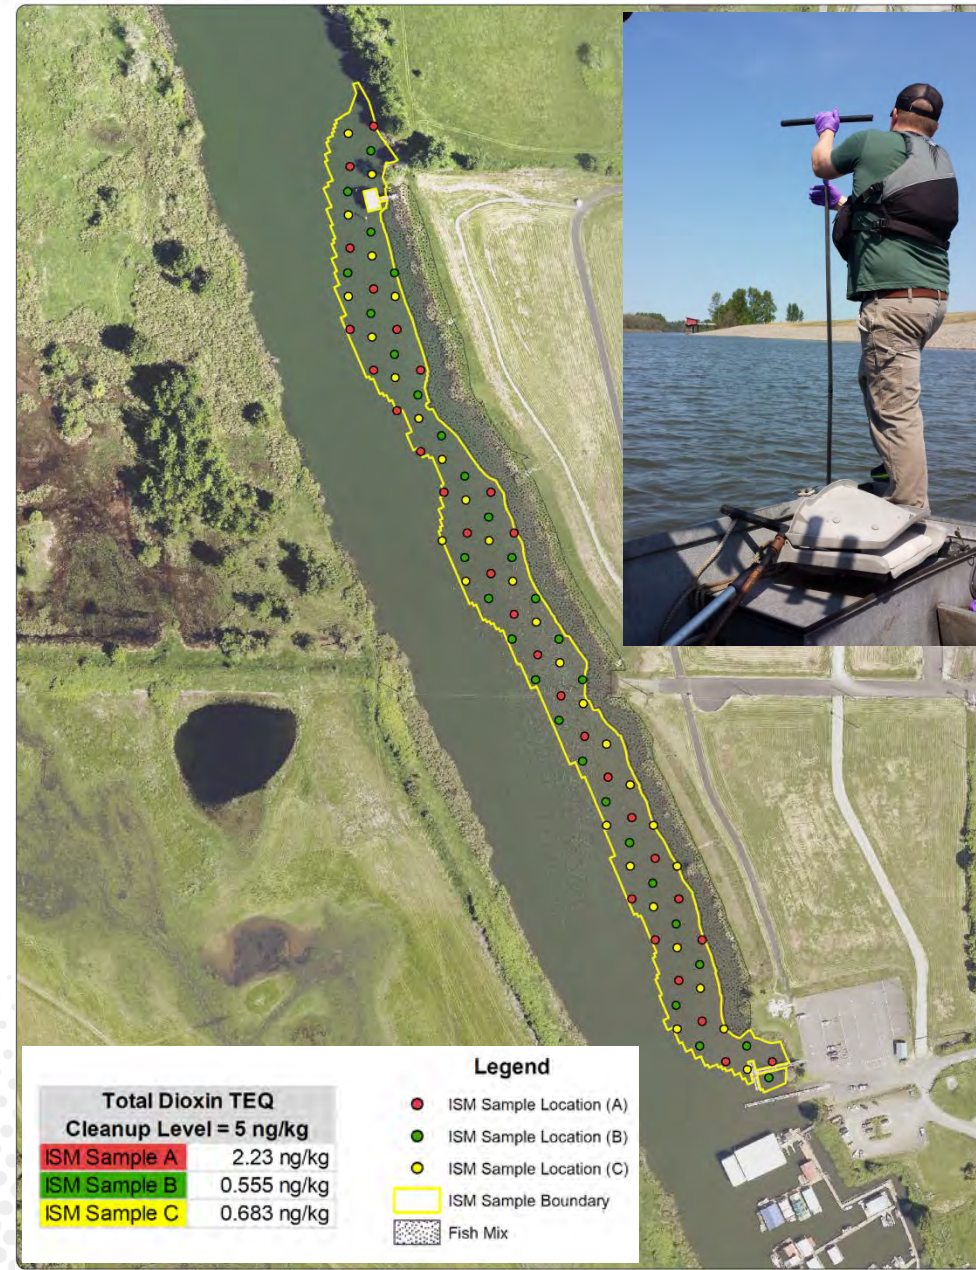 Total Dioxin TEQ
Cleanup Level = 5 ng/kg
ISM Sample A 2.23 ng/kg
ISM Sample B 0.555 ng/kg
ISM Sample C 0.683 ng/kg
Legend
ISM Sample Location (A)
ISM Sample Location (B)
ISM Sample Location (C)
ISM Sample Boundary
Fish Mix